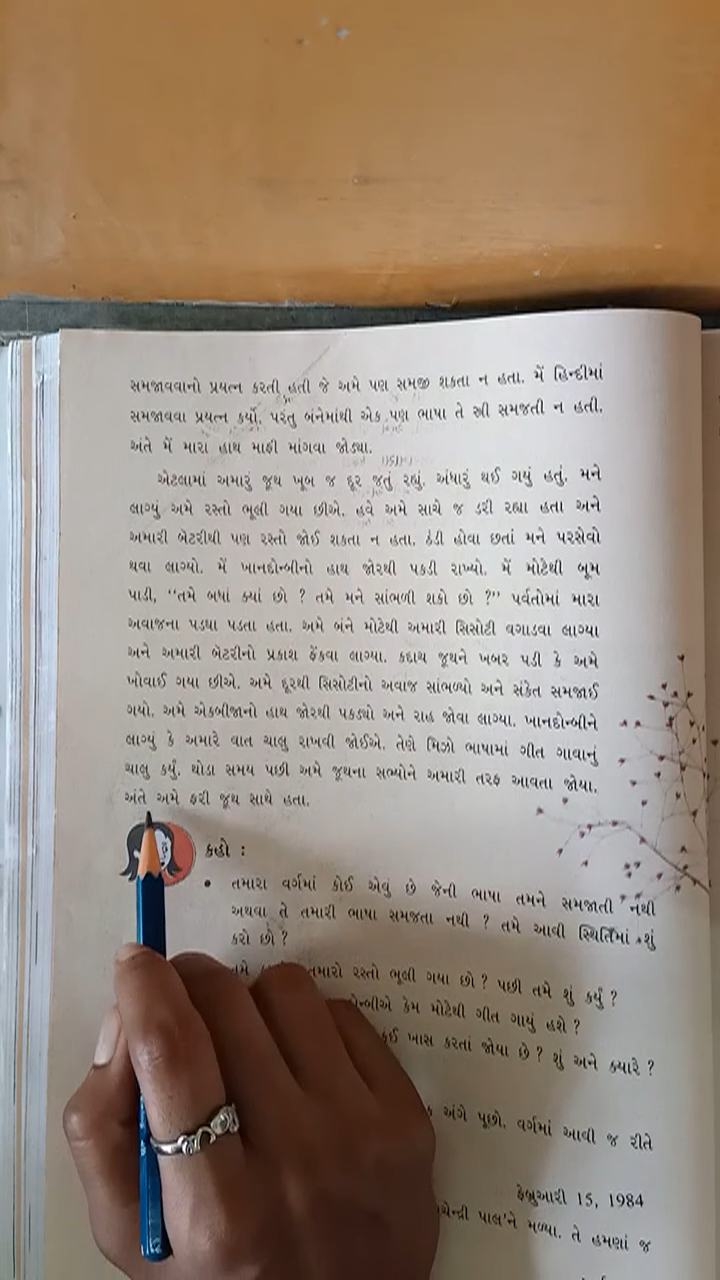 સમજાવવાનો પ્રયત્ન કરતી હતી જે અમે પણ સમજી શકતા ન હતા. મેં હિન્દીમાં
સમજાવવા પ્રયત્ન કર્યો. પરંતુ બંનેમાંથી એક પણ ભાષા તે સ્ત્રી સમજતી ન હતી.
અંતે મેં મારા હાથ માફી માંગવા જોડ્યા.
એટલામાં અમારું જૂથ ખૂબ જ દૂર જતું રહ્યું. અંધારું થઈ ગયું હતું. મને
લાગ્યું અમે રસ્તો ભૂલી ગયા છીએ. હવે અમે સાચે જ ડરી રહ્યા હતા અને
અમારી બેટરીથી પણ રસ્તો જોઈ શકતા ન હતા. ઠંડી હોવા છતાં મને પરસેવો
થવા લાગ્યો. મેં ખાનદોન્બીનો હાથ જોરથી પકડી રાખ્યો. મેં મોટેથી બૂમ
પાડી, “તમે બધાં ક્યાં છો ? તમે મને સાંભળી શકો છો ?” પર્વતોમાં મારા
અવાજના પડઘા પડતા હતા. અમે બંને મોટેથી અમારી સિસોટી વગાડવા લાગ્યા
અને અમારી બેટરીનો પ્રકાશ ફેંકવા લાગ્યા. કદાચ જૂથને ખબર પડી કે અમે
ખોવાઈ ગયા છીએ. અમે દૂરથી સિસોટીનો અવાજ સાંભળ્યો અને સંકેત સમજાઈ
ગયો. અમે એકબીજાનો હાથ જોરથી પકડ્યો અને રાહ જોવા લાગ્યા. ખાનદોન્બીને
લાગ્યું કે અમારે વાત ચાલુ રાખવી જોઈએ. તેણે મિઝો ભાષામાં ગીત ગાવાનું
ચાલુ કર્યું. થોડા સમય પછી અમે જૂથના સભ્યોને અમારી તરફ આવતા જોયા.
અંતે અમે ફરી જૂથ સાથે હતા.
કહો :
• તમારા વર્ગમાં કોઈ એવું છે જેની ભાષા તમને સમજાતી નથી
અથવા તે તમારી ભાષા સમજતા નથી ? તમે આવી સ્થિતિમાં શું
કરો છો ?
તમારો રસ્તો ભૂલી ગયા છો ? પછી તમે શું કર્યું ?
કેમ મોટેથી ગીત ગાયું હશે ?
ખાસ કરતાં જોયા છે ? શું અને ક્યારે ?
અંગે પૂછો. વર્ગમાં આવી જ રીતે
ફેબ્રુઆરી 15, 1984
પાલ'ને મળ્યા. તે હમણાં જ